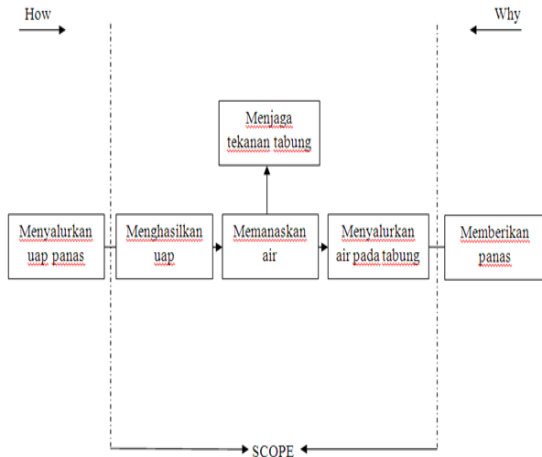 How
Why
Menjaga
tekanan tabung
Menyalurkan
uap panas
Menghasilkan
uap
Memanaskan
air
Menyalurkan
air pada tabung
Memberikan
panas
SCOPE